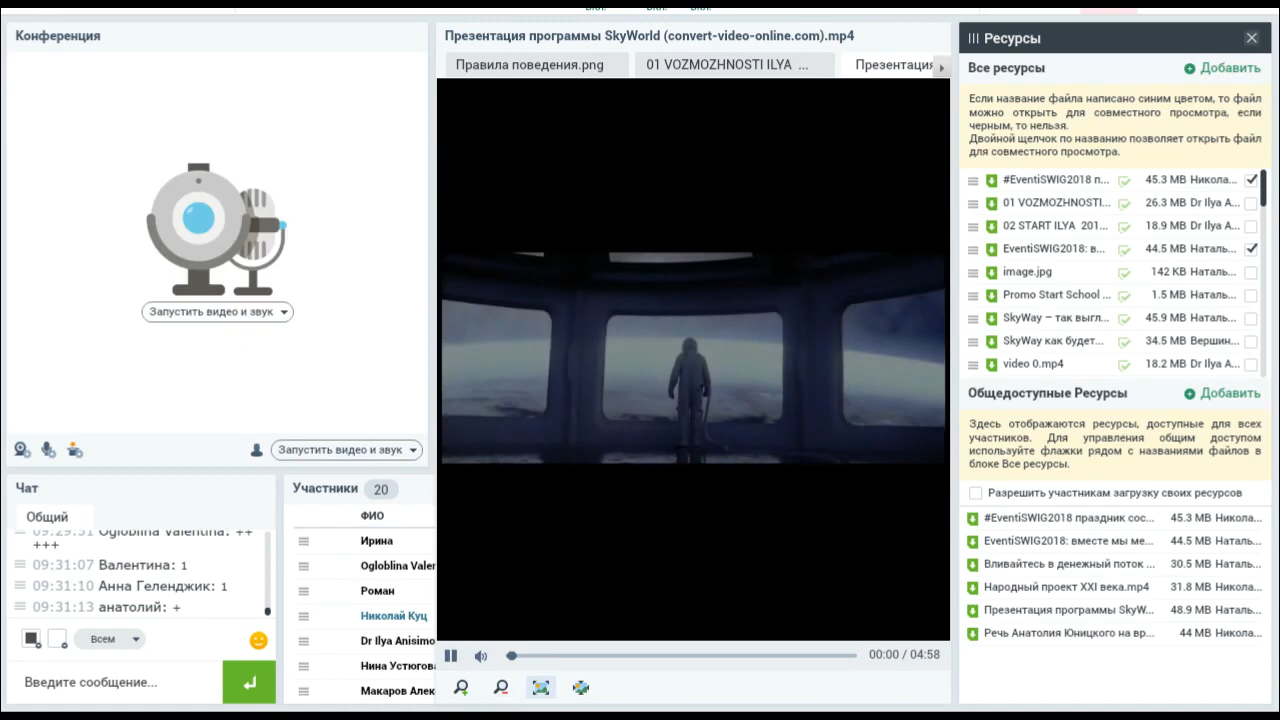 Конференция
Запустить видео и звук
Запустить видео и звук
Чат
Общий
09:29:51 Ogloblina Valentina: ++
+++
09:31:07 Валентина: 1
09:31:10 Анна Геленджик: 1
09:31:13 анатолий: +
Всем
Введите сообщение...
Участники 20
ФИО
Ирина
Ogloblina Valer
Роман
Николай Куц
Dr Ilya Anisimo
Нина Устюгова
Макаров Алек
Презентация программы SkyWorld (convert-video-online.com).mp4
Правила поведения.png
01 VOZMOZHNOSTI ILYA ...
Презентация
00:00 / 04:58
Ресурсы
Все ресурсы
Добавить
Если название файла написано синим цветом, то файл
можно открыть для совместного просмотра, если
черным, то нельзя.
Двойной щелчок по названию позволяет открыть файл
для совместного просмотра.
#EventiSWIG2018 п... 45.3 MB Никола...
01 VOZMOZHNOSTI... 26.3 MB Dr Ilya A...
02 START ILYA 201... 18.9 MB Dr Ilya A...
EventiSWIG2018: в... 44.5 MB Наталь...
image.jpg 142 KB Наталь...
Promo Start School ... 1.5 MB Наталь...
SkyWay – так выгл... 45.9 MB Наталь...
SkyWay как будет... 34.5 MB Вершин...
video 0.mp4 18.2 MB Dr Ilya A...
Общедоступные Ресурсы
Добавить
Здесь отображаются ресурсы, доступные для всех
участников. Для управления общим доступом
используйте флажки рядом с названиями файлов в
блоке Все ресурсы.
Разрешить участникам загрузку своих ресурсов
#EventiSWIG2018 праздник сос... 45.3 MB Никола...
EventiSWIG2018: вместе мы ме... 44.5 MB Наталь...
Вливайтесь в денежный поток ... 30.5 MB Наталь...
Народный проект XXI века.mp4 31.8 MB Никола...
Презентация программы SkyW... 48.9 MB Наталь...
Речь Анатолия Юницкого на вр... 44 MB Никола...